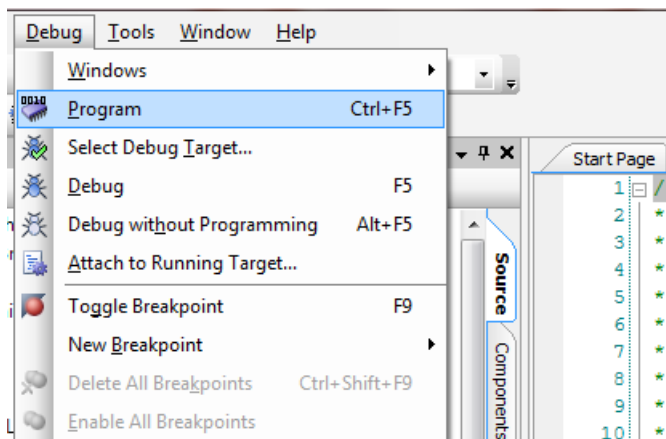 Debug Tools Window Help
Windows
0010
Program Ctrl+F5
Select Debug Target...
Debug F5
Debug without Programming Alt+F5
Attach to Running Target...
Toggle Breakpoint F9
New Breakpoint
Delete All Breakpoints Ctrl+Shift+F9
Enable All Breakpoints
Source
Components
Start Page
1 /
2 *
3 *
4 *
5 *
6 *
7 *
8 *
9 *
10 *